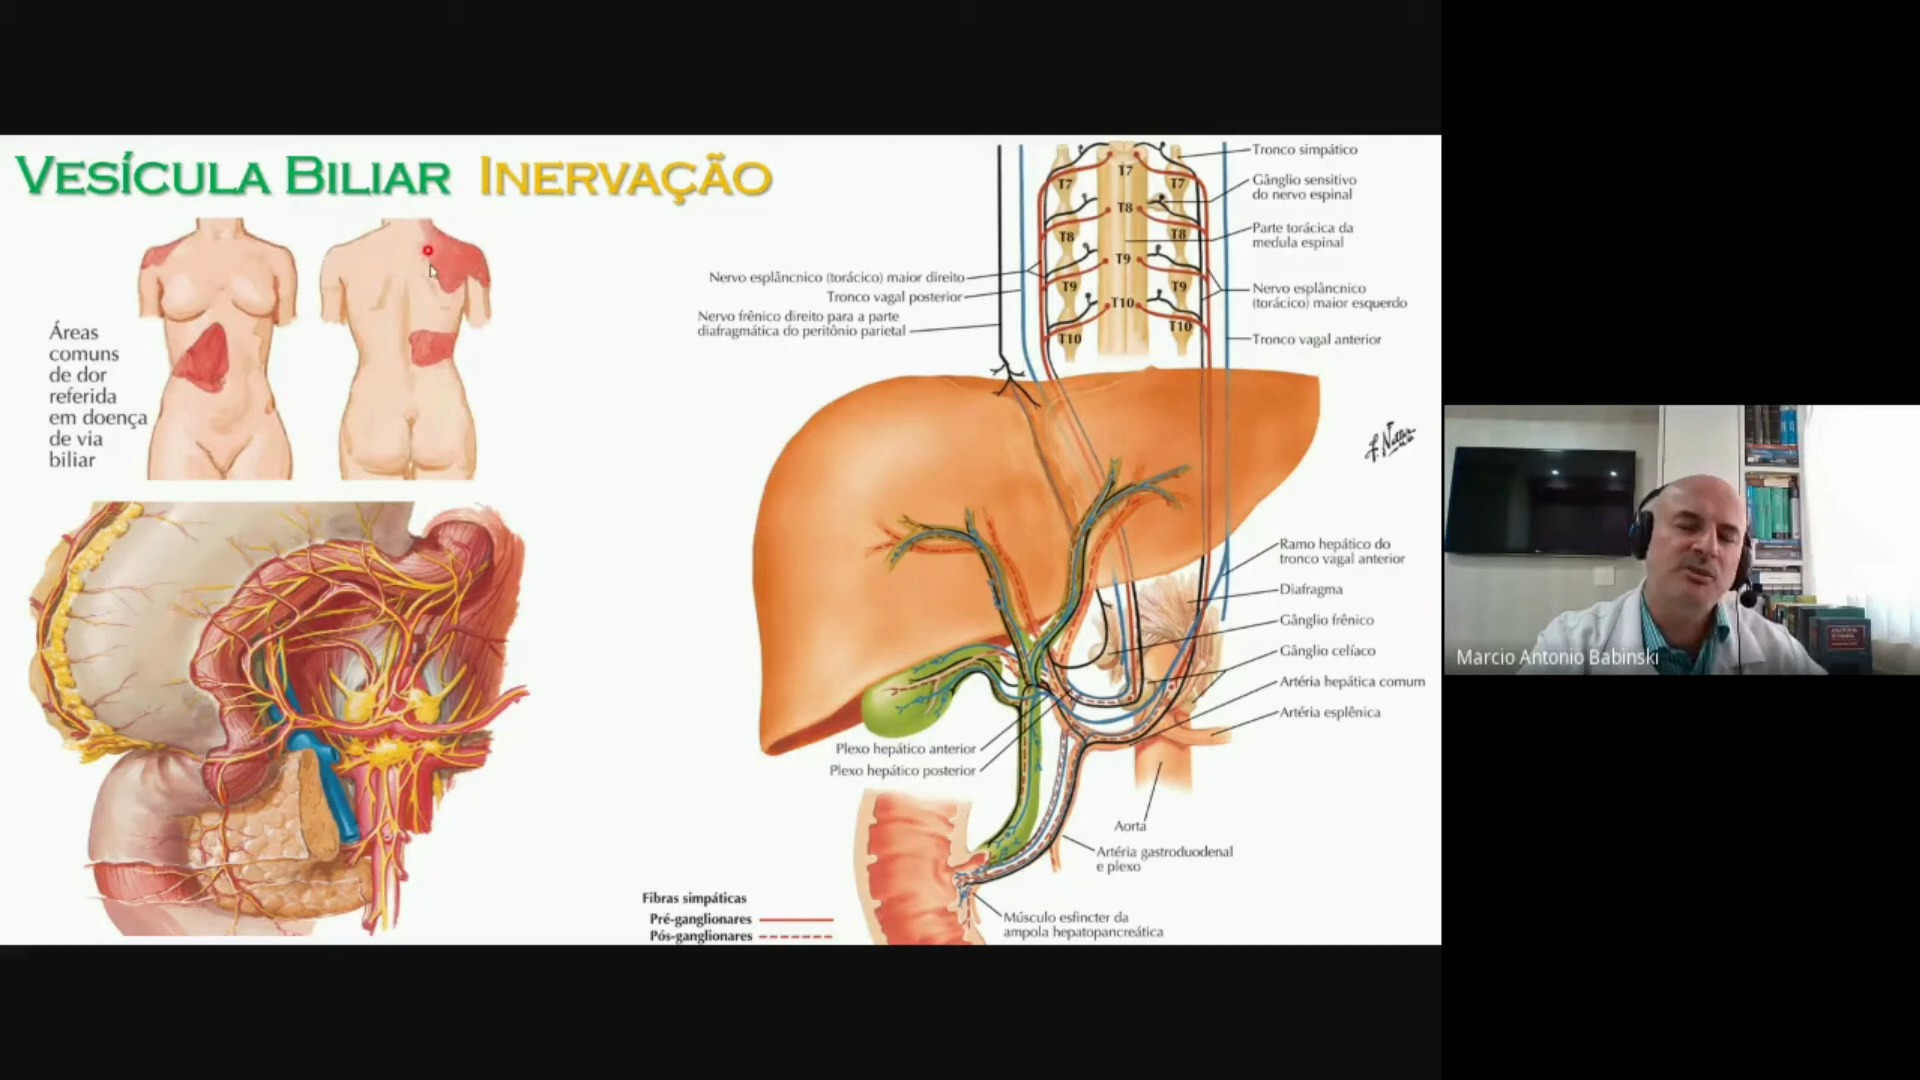 VESÍCULA BILIAR INERVAÇÃO
Áreas
comuns
de dor
referida
em doença
de via
biliar
Nervo esplâncnico (torácico) maior direito
Tronco vagal posterior
Nervo frênico direito para a parte
diafragmática do peritônio parietal
T7
T7
T7
T8
T8
T8
T9
T9
T9
T10
T10
T10
Tronco simpático
Gânglio sensitivo
do nervo espinal
Parte torácica da
medula espinal
Nervo esplâncnico
(torácico) maior esquerdo
Tronco vagal anterior
F. Netter
Ramo hepático do
tronco vagal anterior
Diafragma
Gânglio frênico
Gânglio celíaco
Artéria hepática comum
Artéria esplênica
Plexo hepático anterior
Plexo hepático posterior
Aorta
Artéria gastroduodenal
e plexo
Músculo esfincter da
ampola hepatopancreática
Fibras simpáticas
Pré-ganglionares
Pós-ganglionares
Marcio Antonio Babinski